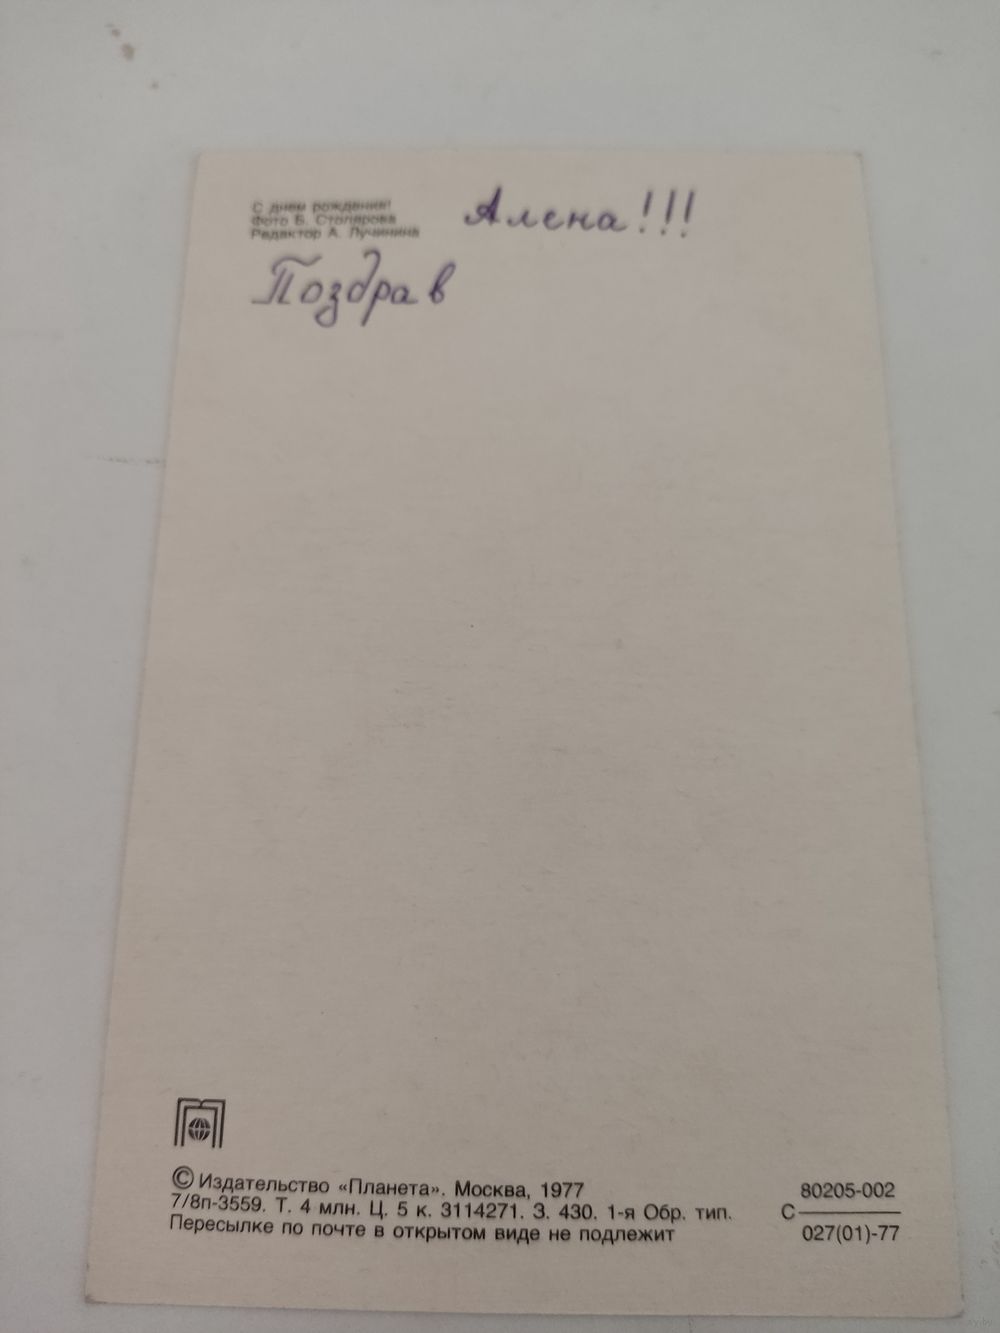 С днем рождения!
Фото Б. Столярова
Редактор А. Лучинина
Алена!!!
Поздрав
© Издательство «Планета». Москва, 1977
7/8п-3559. Т. 4 млн. Ц. 5 к. 3114271. З. 430. 1-я Обр. тип.
Пересылке по почте в открытом виде не подлежит
80205-002
С
027(01)-77